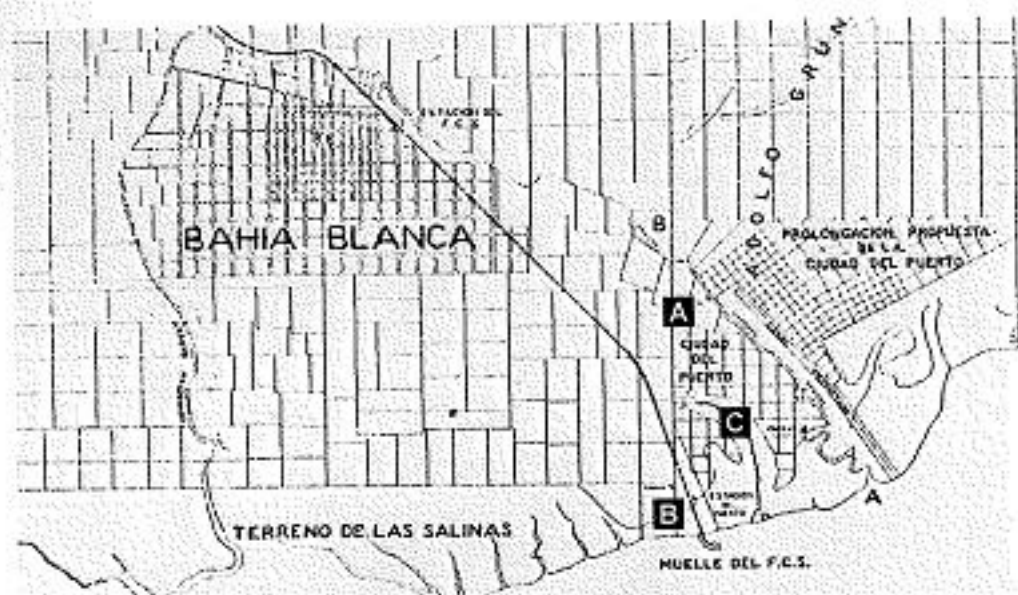 ESTACION DEL
F.C.S.
BAHIA BLANCA
ADOLFO GRUN
B
PROLONGACION PROPUESTA
DE LA
CIUDAD DEL PUERTO
A
CIUDAD
DEL
PUERTO
C
A
B
TERRENO DE LAS SALINAS
MUELLE DEL F.C.S.